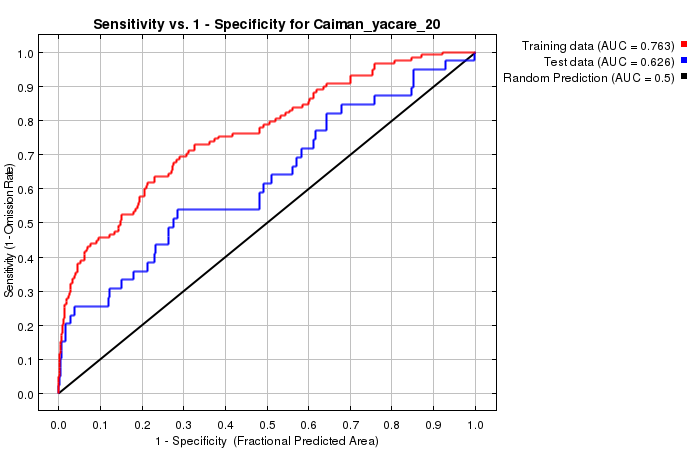 Sensitivity vs. 1 - Specificity for Caiman_yacare_20
Training data (AUC = 0.763)
Test data (AUC = 0.626)
Random Prediction (AUC = 0.5)
Sensitivity (1 - Omission Rate)
1.0
0.9
0.8
0.7
0.6
0.5
0.4
0.3
0.2
0.1
0.0
0.0 0.1 0.2 0.3 0.4 0.5 0.6 0.7 0.8 0.9 1.0
1 - Specificity (Fractional Predicted Area)